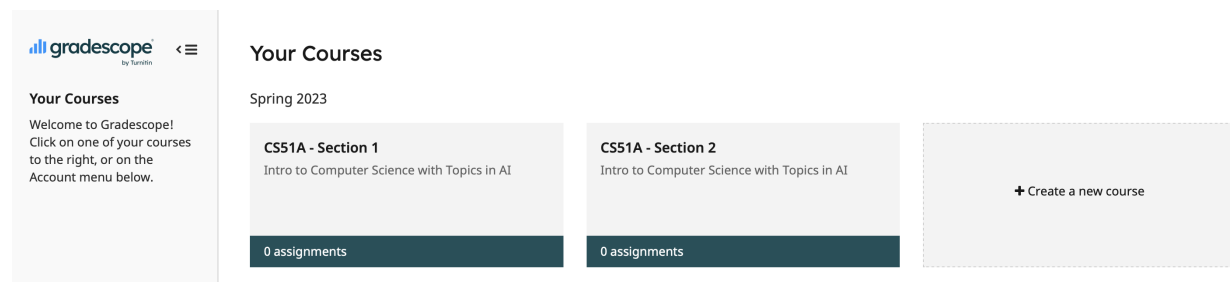 gradescope
by Turnitin
Your Courses
Welcome to Gradescope!
Click on one of your courses
to the right, or on the
Account menu below.
Your Courses
Spring 2023
CS51A - Section 1
Intro to Computer Science with Topics in AI
0 assignments
CS51A - Section 2
Intro to Computer Science with Topics in AI
0 assignments
+ Create a new course